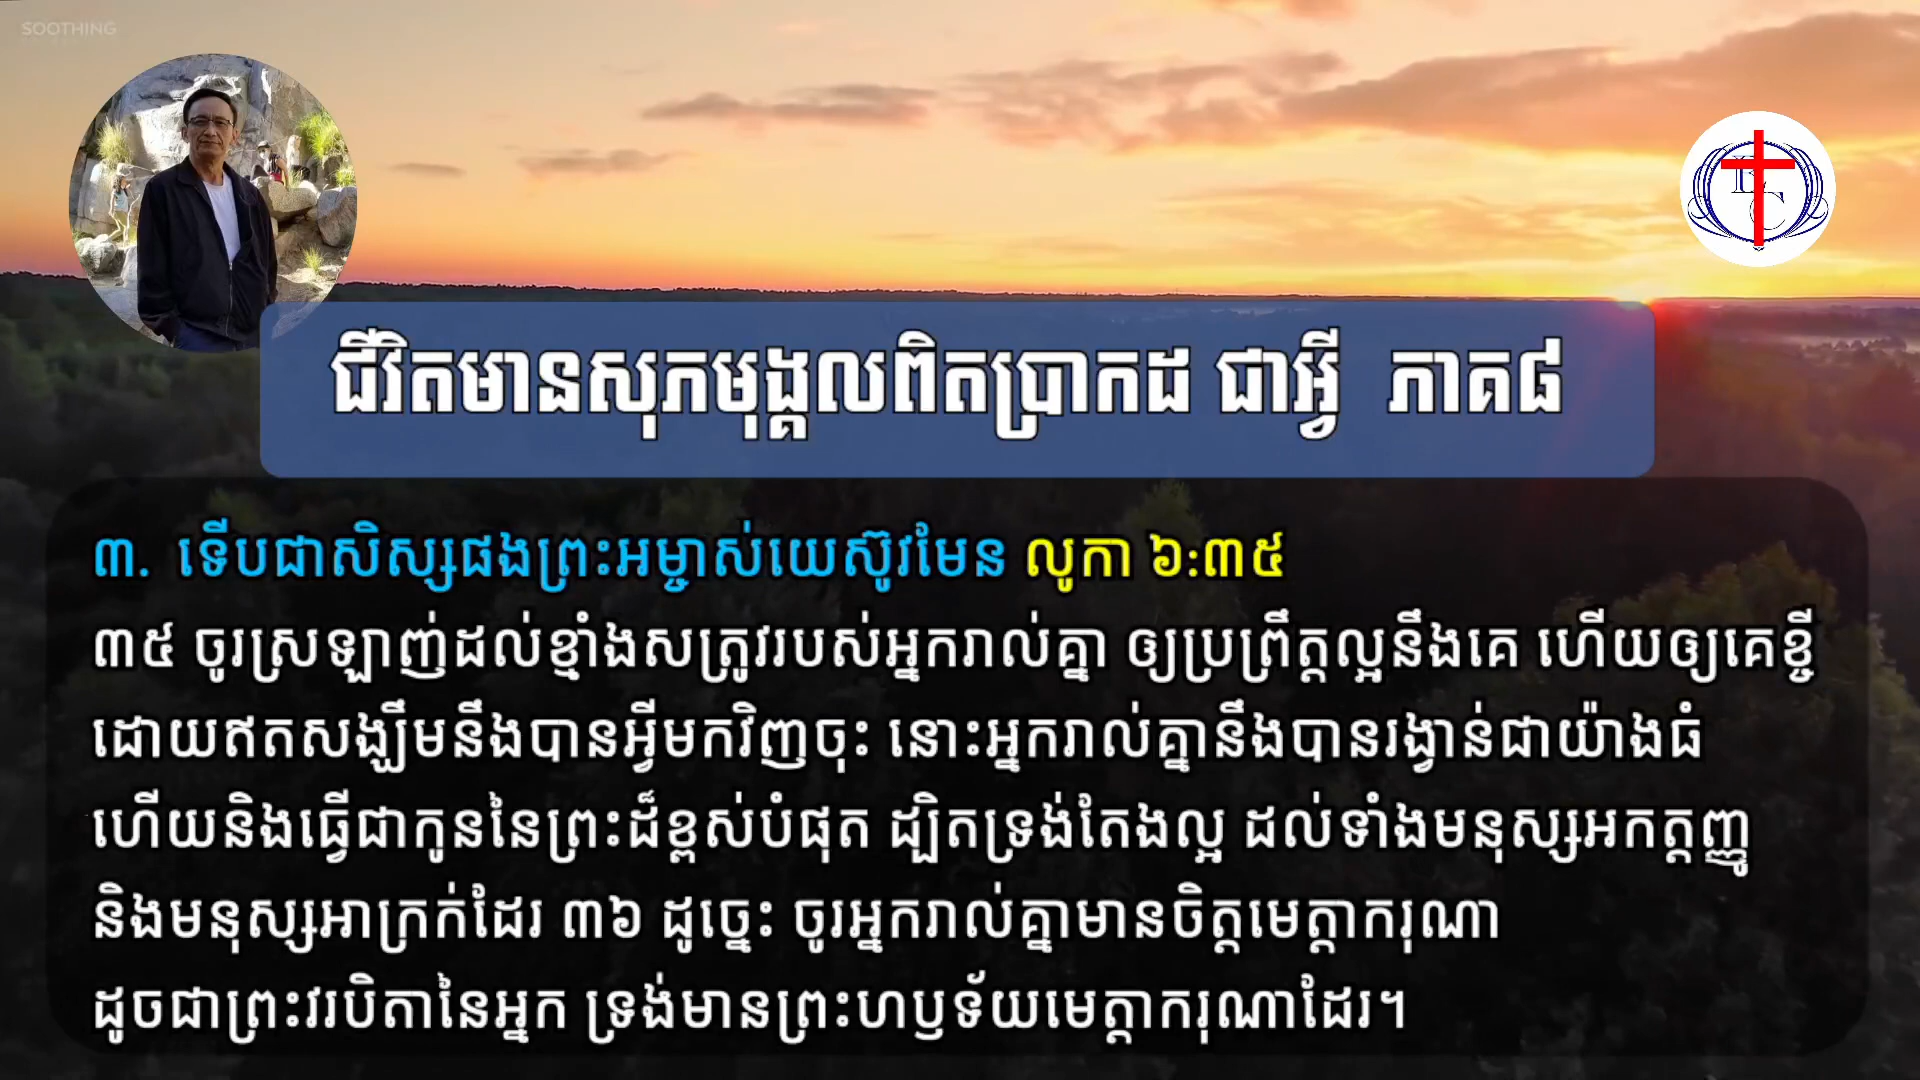 SOOTHING
ជីវិតមានសុភមង្គលពិតប្រាកដ ជាអ្វី ភាគ៨
៣. ទើបជាសិស្សផងព្រះអម្ចាស់យេស៊ូវមែន លូកា ៦:៣៥
៣៥ ចូរស្រឡាញ់ដល់ខ្មាំងសត្រូវរបស់អ្នករាល់គ្នា ឲ្យប្រព្រឹត្តល្អនឹងគេ ហើយឲ្យគេខ្ចី
ដោយឥតសង្ឃឹមនឹងបានអ្វីមកវិញចុះ នោះអ្នករាល់គ្នានឹងបានរង្វាន់ជាយ៉ាងធំ
ហើយនិងធ្វើជាកូននៃព្រះដ៏ខ្ពស់បំផុត ដ្បិតទ្រង់តែងល្អ ដល់ទាំងមនុស្សអកត្តញ្ញូ
និងមនុស្សអាក្រក់ដែរ ៣៦ ដូច្នេះ ចូរអ្នករាល់គ្នាមានចិត្តមេត្តាករុណា
ដូចជាព្រះវរបិតានៃអ្នក ទ្រង់មានព្រះហឫទ័យមេត្តាករុណាដែរ។